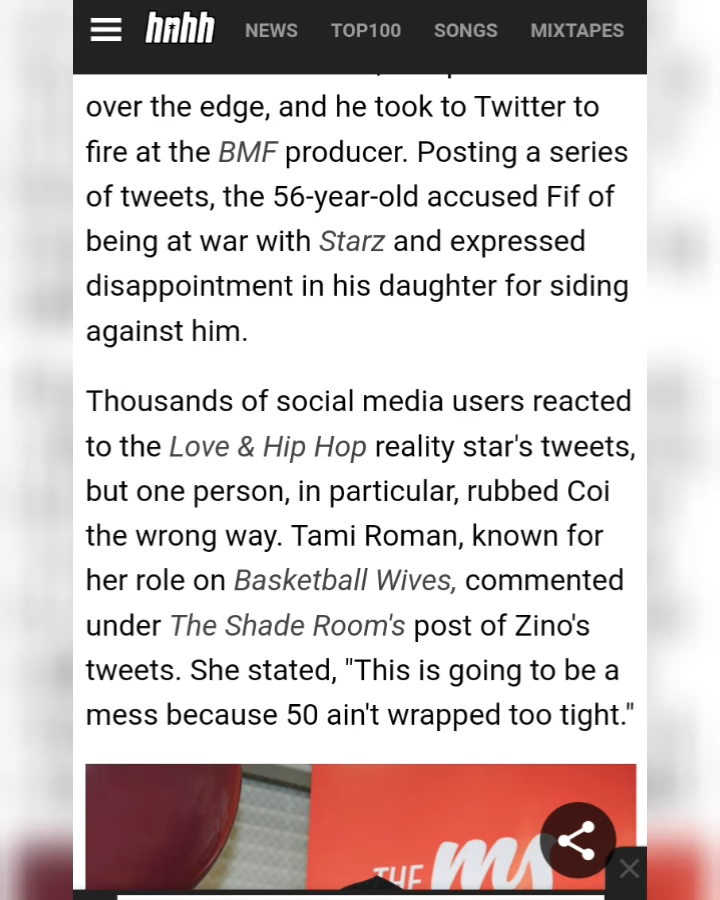 hnhh NEWS TOP100 SONGS MIXTAPES
over the edge, and he took to Twitter to
fire at the BMF producer. Posting a series
of tweets, the 56-year-old accused Fif of
being at war with Starz and expressed
disappointment in his daughter for siding
against him.
Thousands of social media users reacted
to the Love & Hip Hop reality star's tweets,
but one person, in particular, rubbed Coi
the wrong way. Tami Roman, known for
her role on Basketball Wives, commented
under The Shade Room's post of Zino's
tweets. She stated, "This is going to be a
mess because 50 ain't wrapped too tight."
THE